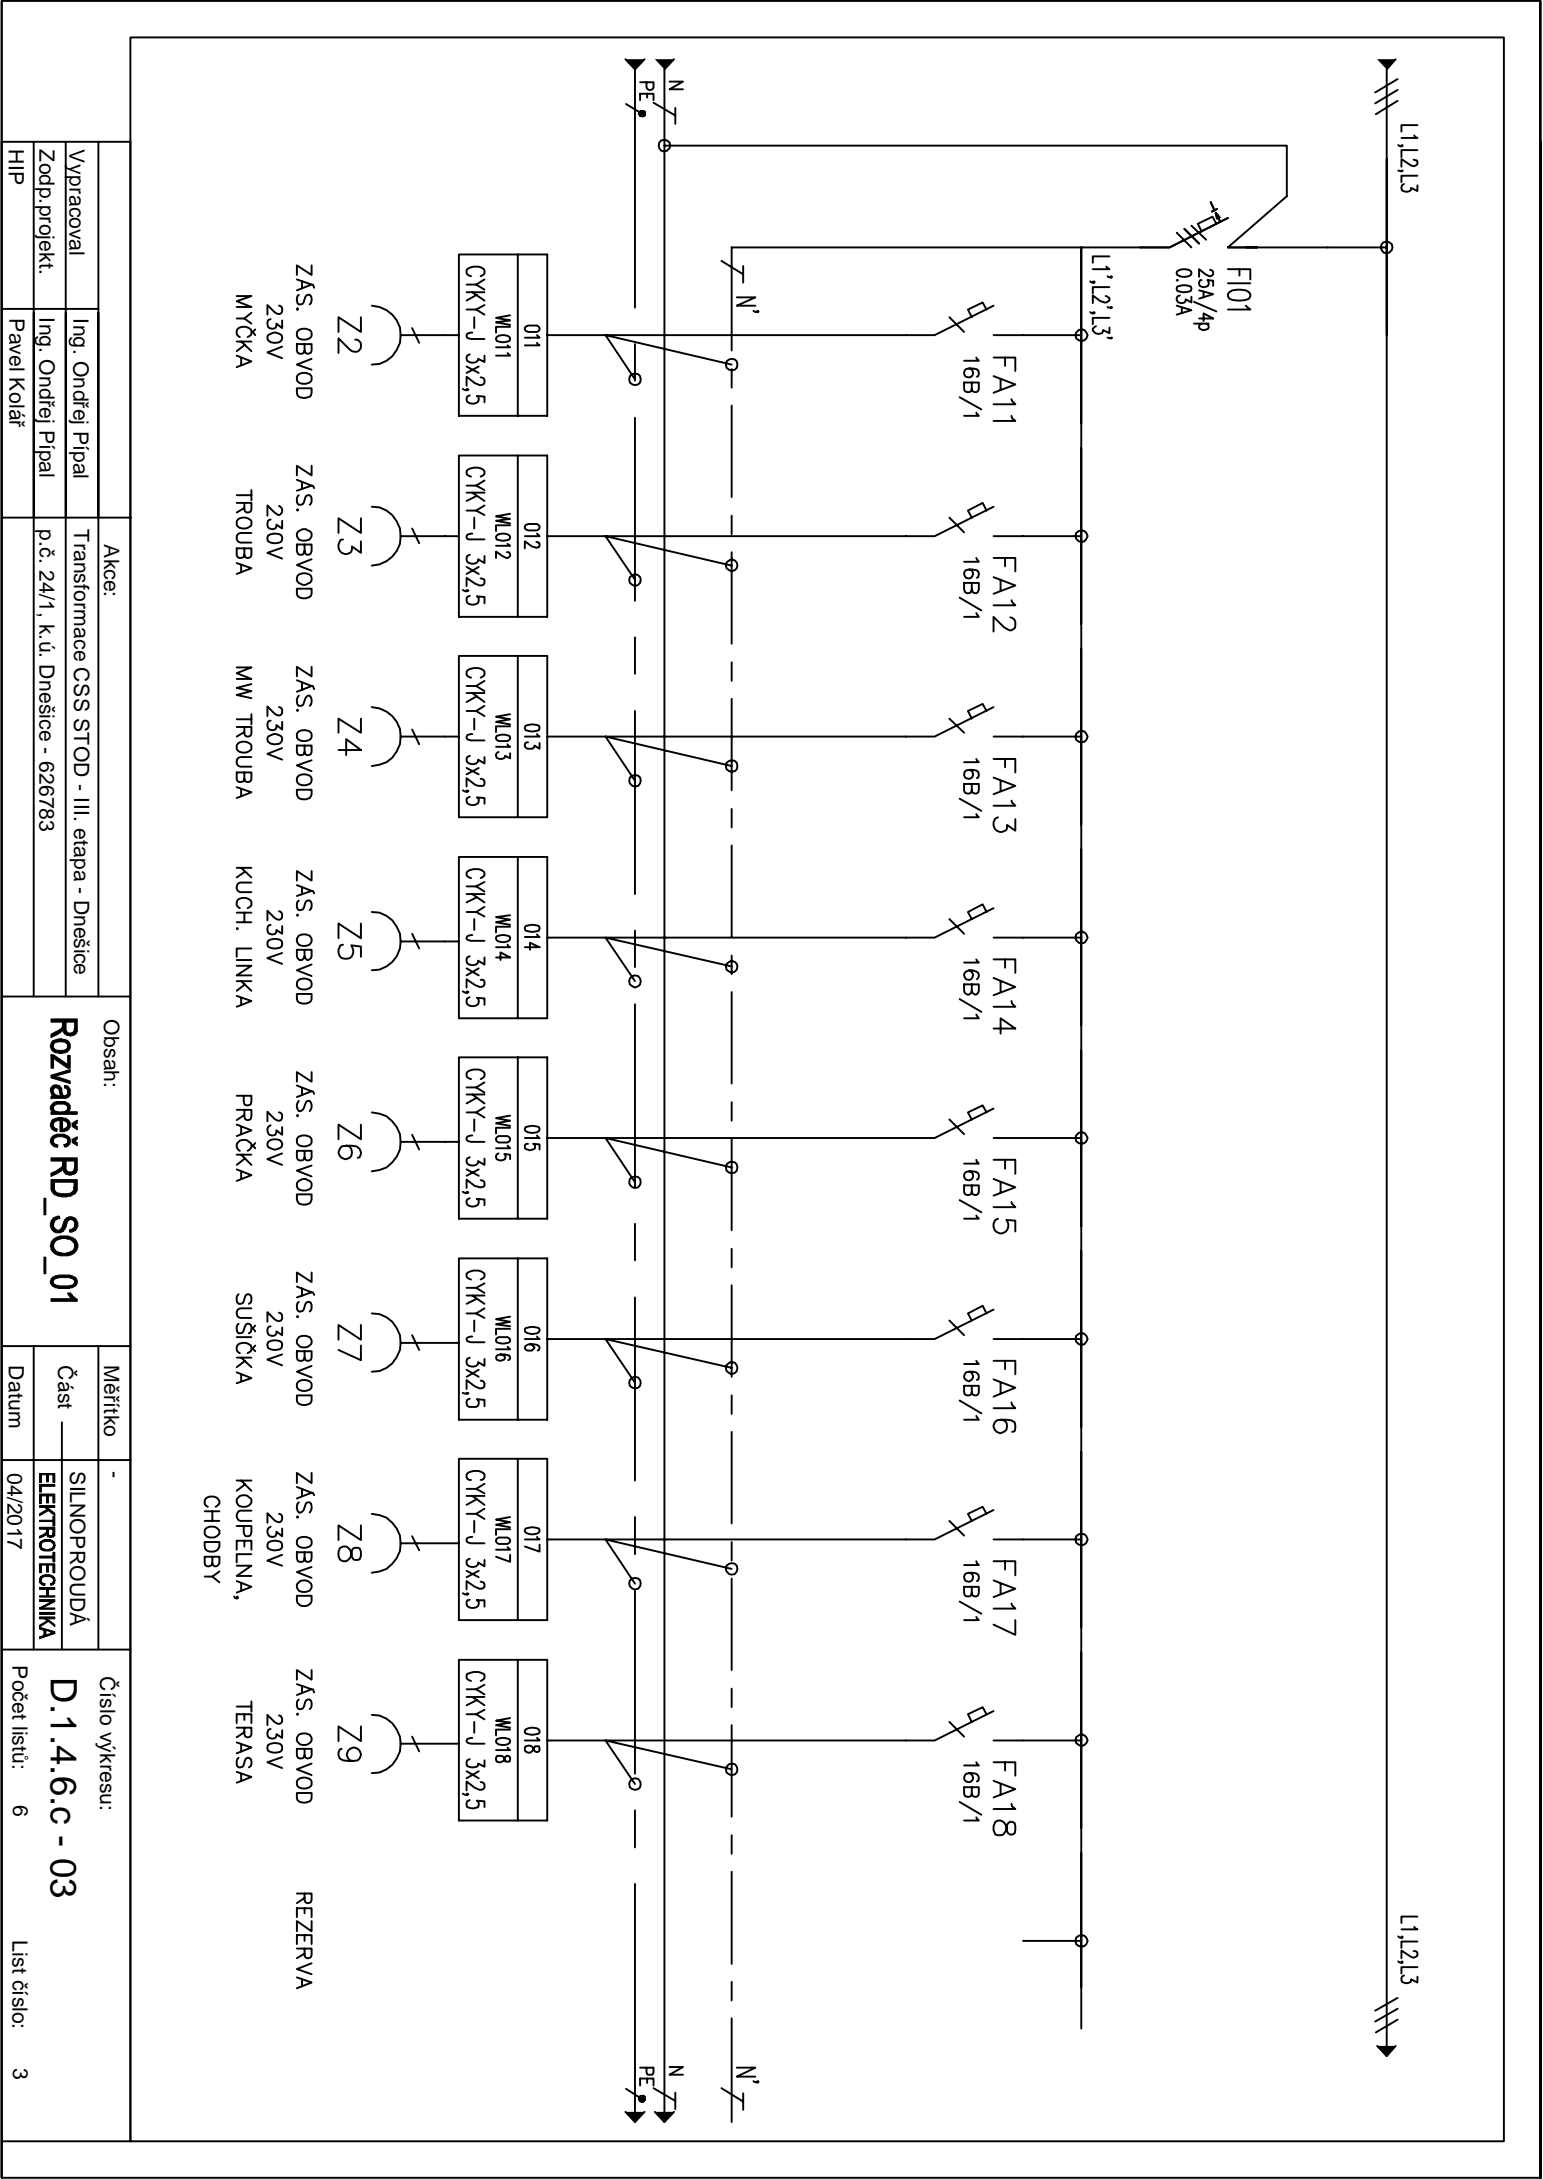 L1,L2,L3
L1,L2,L3
FI01
25A/4p
0.03A
L1',L2',L3'
FA11
16B/1
FA12
16B/1
FA13
16B/1
FA14
16B/1
FA15
16B/1
FA16
16B/1
FA17
16B/1
FA18
16B/1
N'
N'
N
PE
N
PE
011
WL011
CYKY-J 3x2,5
012
WL012
CYKY-J 3x2,5
013
WL013
CYKY-J 3x2,5
014
WL014
CYKY-J 3x2,5
015
WL015
CYKY-J 3x2,5
016
WL016
CYKY-J 3x2,5
017
WL017
CYKY-J 3x2,5
018
WL018
CYKY-J 3x2,5
Z2
ZÁS. OBVOD
230V
MYČKA
Z3
ZÁS. OBVOD
230V
TROUBA
Z4
ZÁS. OBVOD
230V
MW TROUBA
Z5
ZÁS. OBVOD
230V
KUCH. LINKA
Z6
ZÁS. OBVOD
230V
PRAČKA
Z7
ZÁS. OBVOD
230V
SUŠIČKA
Z8
ZÁS. OBVOD
230V
KOUPELNA,
CHODBY
Z9
ZÁS. OBVOD
230V
TERASA
REZERVA
Vypracoval Ing. Ondřej Pípal
Zodp.projekt. Ing. Ondřej Pípal
HIP Pavel Kolář
Akce:
Transformace CSS STOD - III. etapa - Dnešice
p.č. 24/1, k.ú. Dnešice - 626783
Obsah:
Rozvaděč RD_SO_01
Měřítko -
Část SILNOPROUDÁ
ELEKTROTECHNIKA
Datum 04/2017
Číslo výkresu:
D.1.4.6.c - 03
Počet listů: 6 List číslo: 3